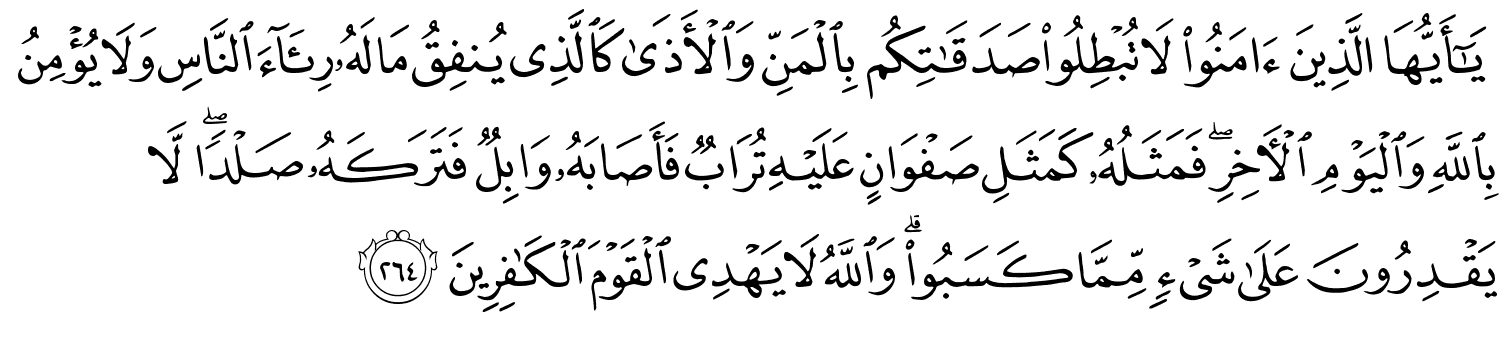 يَـٰٓأَيُّهَا ٱلَّذِينَ ءَامَنُوا۟ لَا تُبْطِلُوا۟ صَدَقَـٰتِكُم بِٱلْمَنِّ وَٱلْأَذَىٰ كَٱلَّذِى يُنفِقُ مَالَهُۥ رِئَآءَ ٱلنَّاسِ وَلَا يُؤْمِنُ
بِٱللَّهِ وَٱلْيَوْمِ ٱلْـَٔاخِرِ ۖ فَمَثَلُهُۥ كَمَثَلِ صَفْوَانٍ عَلَيْهِ تُرَابٌ فَأَصَابَهُۥ وَابِلٌ فَتَرَكَهُۥ صَلْدًا ۖ لَّا
يَقْدِرُونَ عَلَىٰ شَىْءٍ مِّمَّا كَسَبُوا۟ ۗ وَٱللَّهُ لَا يَهْدِى ٱلْقَوْمَ ٱلْكَـٰفِرِينَ ٢٦٤